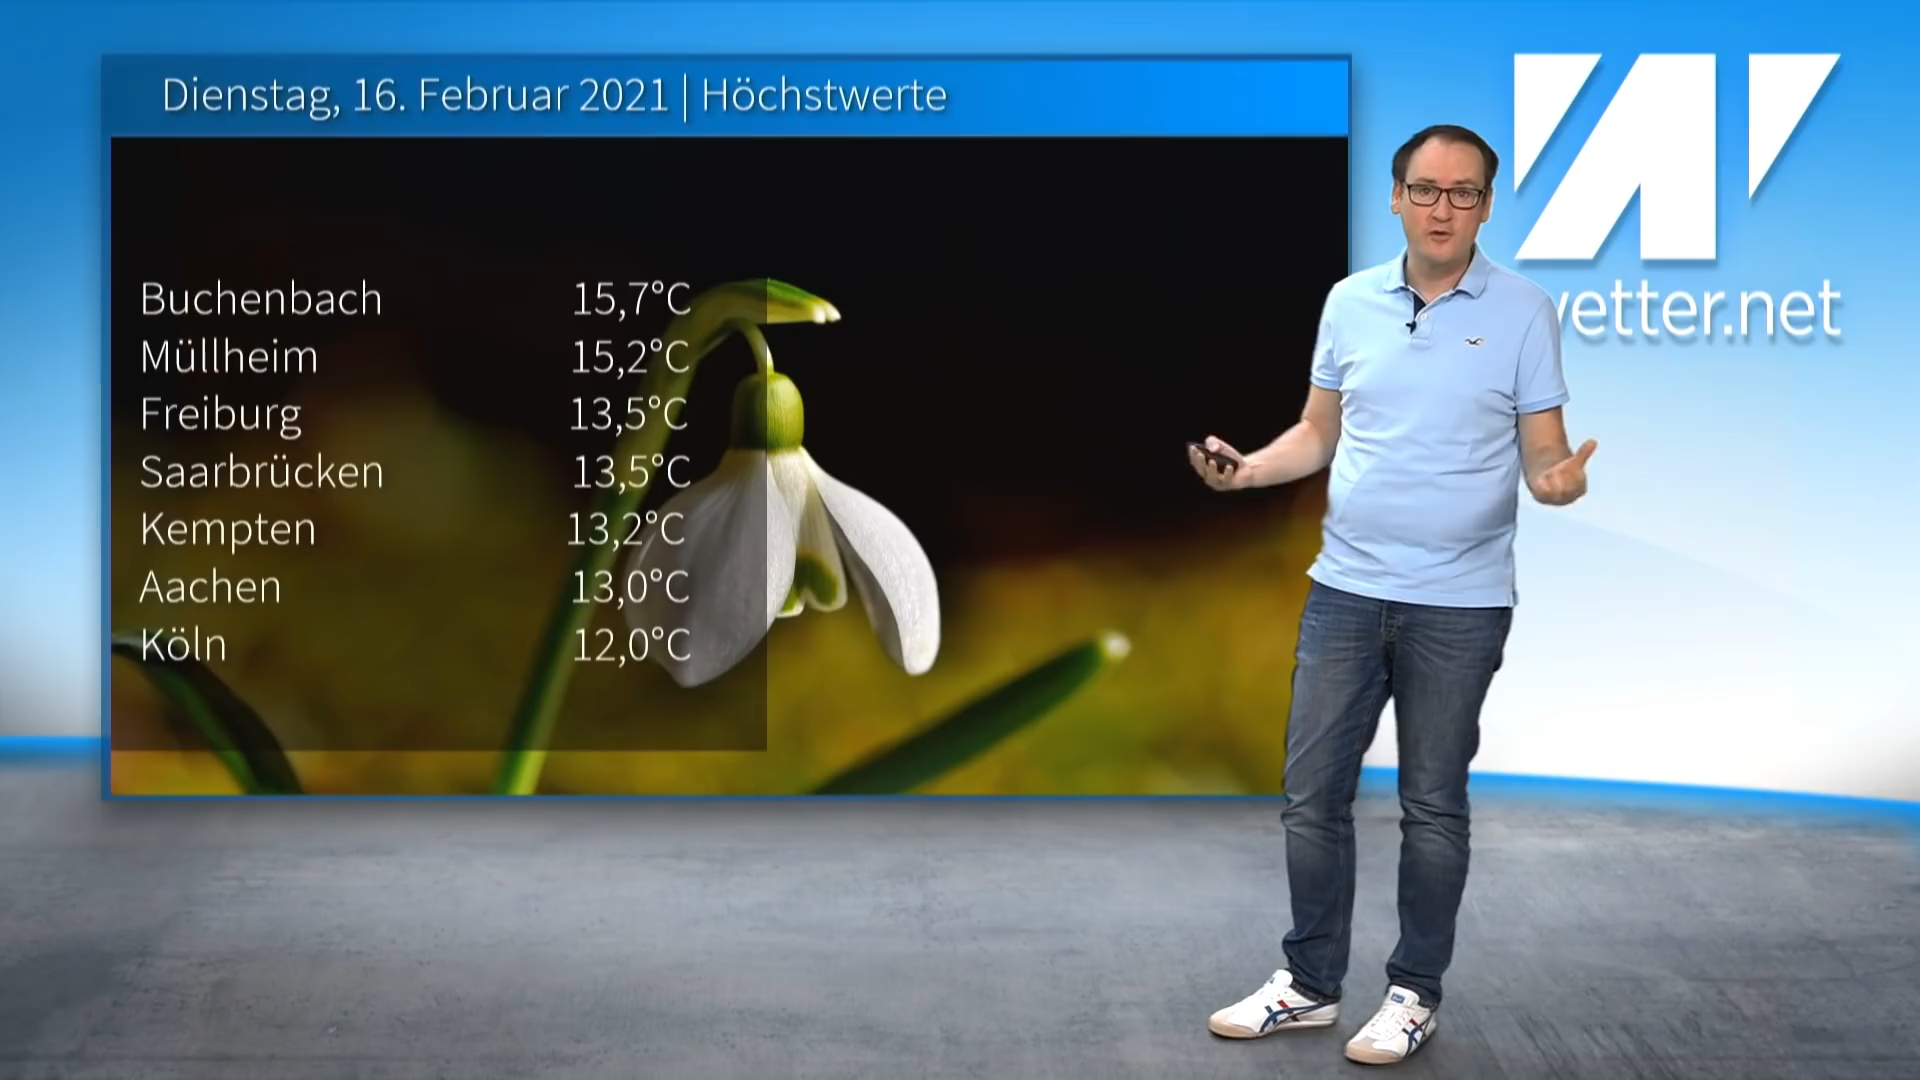 Dienstag, 16. Februar 2021 | Höchstwerte
Buchenbach 15,7°C
Müllheim 15,2°C
Freiburg 13,5°C
Saarbrücken 13,5°C
Kempten 13,2°C
Aachen 13,0°C
Köln 12,0°C
wetter.net